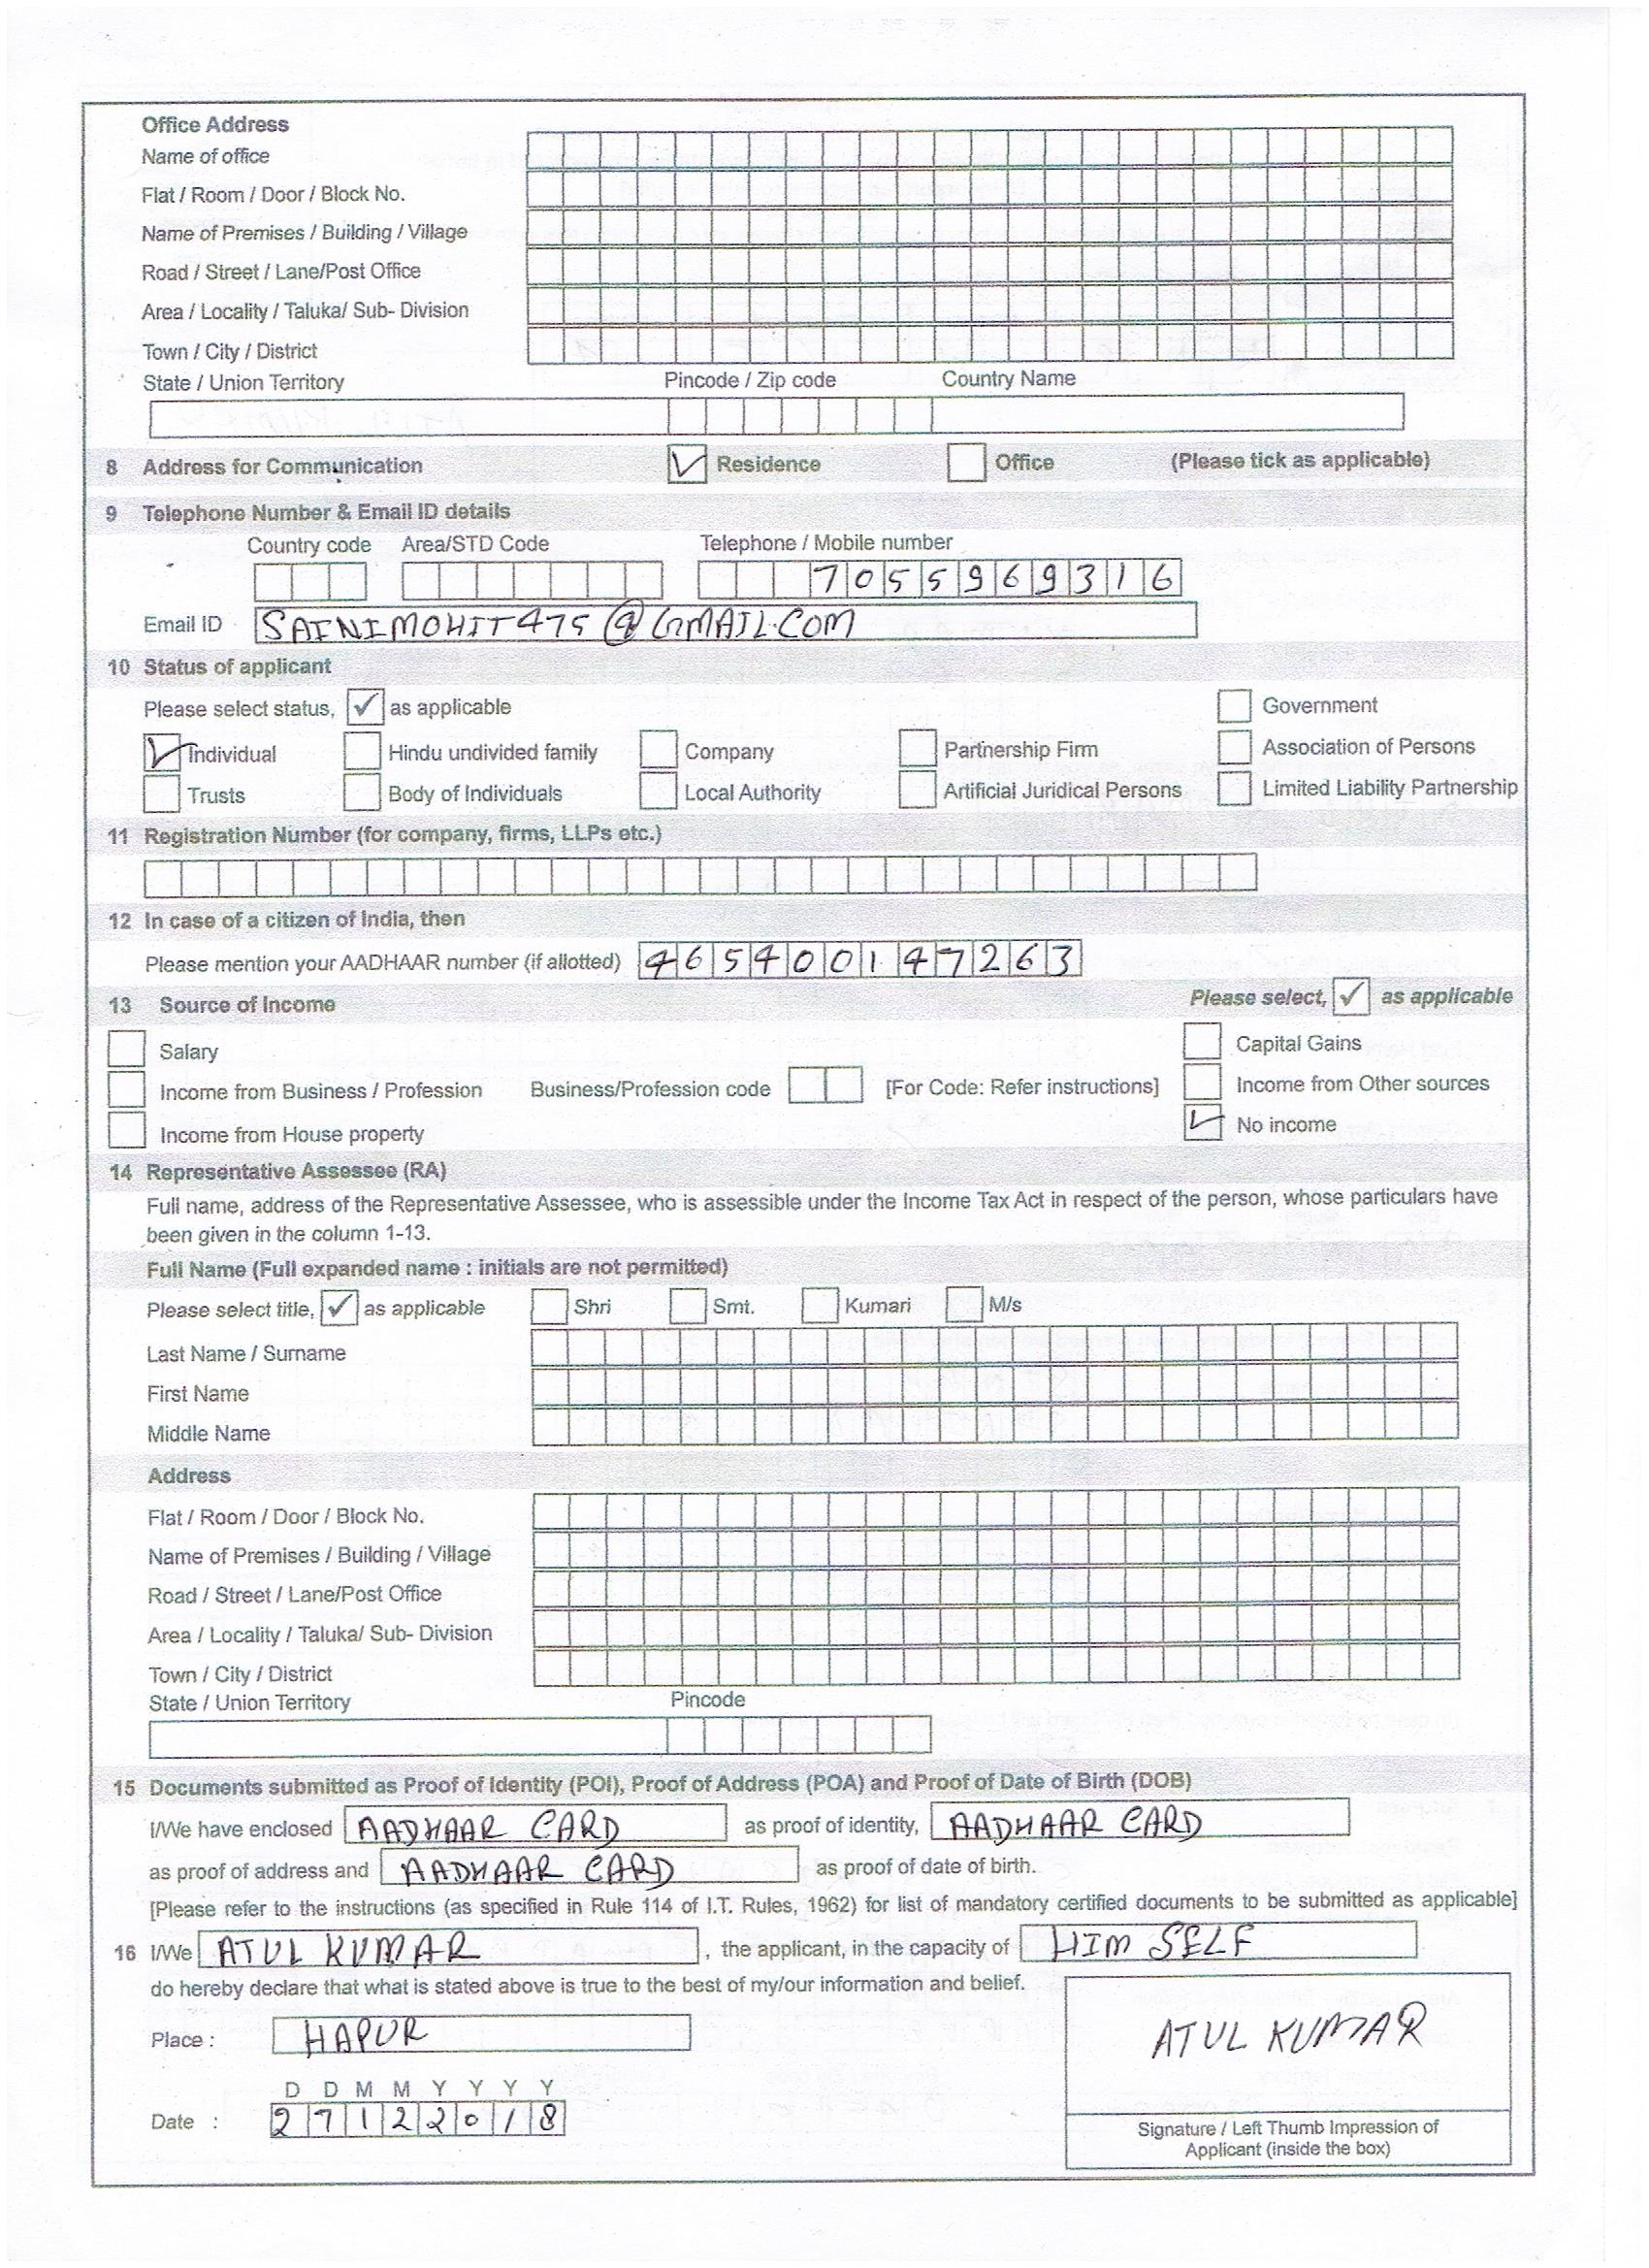 Office Address
Name of office
Flat / Room / Door / Block No.
Name of Premises / Building / Village
Road / Street / Lane/Post Office
Area / Locality / Taluka/ Sub- Division
Town / City / District
State / Union Territory Pincode / Zip code Country Name
8 Address for Communication Residence Office (Please tick as applicable)
9 Telephone Number & Email ID details
Country code Area/STD Code Telephone / Mobile number
7055969316
Email ID SAINIMOHIT475@GMAIL.COM
10 Status of applicant
Please select status, ✓ as applicable Government
Individual Hindu undivided family Company Partnership Firm Association of Persons
Trusts Body of Individuals Local Authority Artificial Juridical Persons Limited Liability Partnership
11 Registration Number (for company, firms, LLPs etc.)
12 In case of a citizen of India, then
Please mention your AADHAAR number (if allotted) 465400147263
13 Source of Income Please select, ✓ as applicable
Salary Capital Gains
Income from Business / Profession Business/Profession code [For Code: Refer instructions] Income from Other sources
Income from House property No income
14 Representative Assessee (RA)
Full name, address of the Representative Assessee, who is assessible under the Income Tax Act in respect of the person, whose particulars have
been given in the column 1-13.
Full Name (Full expanded name : initials are not permitted)
Please select title, ✓ as applicable Shri Smt. Kumari M/s
Last Name / Surname
First Name
Middle Name
Address
Flat / Room / Door / Block No.
Name of Premises / Building / Village
Road / Street / Lane/Post Office
Area / Locality / Taluka/ Sub- Division
Town / City / District
State / Union Territory Pincode
15 Documents submitted as Proof of Identity (POI), Proof of Address (POA) and Proof of Date of Birth (DOB)
I/We have enclosed AADHAAR CARD as proof of identity, AADHAAR CARD
as proof of address and AADHAAR CARD as proof of date of birth.
[Please refer to the instructions (as specified in Rule 114 of I.T. Rules, 1962) for list of mandatory certified documents to be submitted as applicable]
16 I/We ATUL KUMAR , the applicant, in the capacity of HIM SELF
do hereby declare that what is stated above is true to the best of my/our information and belief.
Place : HAPUR
ATUL KUMAR
D D M M Y Y Y Y
Date : 27122018
Signature / Left Thumb Impression of
Applicant (inside the box)